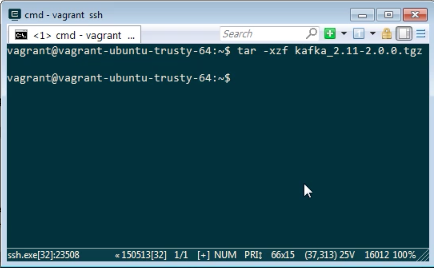 cmd - vagrant ssh
<1> cmd - vagrant ...
Search
vagrant@vagrant-ubuntu-trusty-64:~$ tar -xzf kafka_2.11-2.0.0.tgz
vagrant@vagrant-ubuntu-trusty-64:~$
ssh.exe[32]:23508 «150513[32] 1/1 [+] NUM PRI↕ 66x15 (37,313) 25V 16012 100%